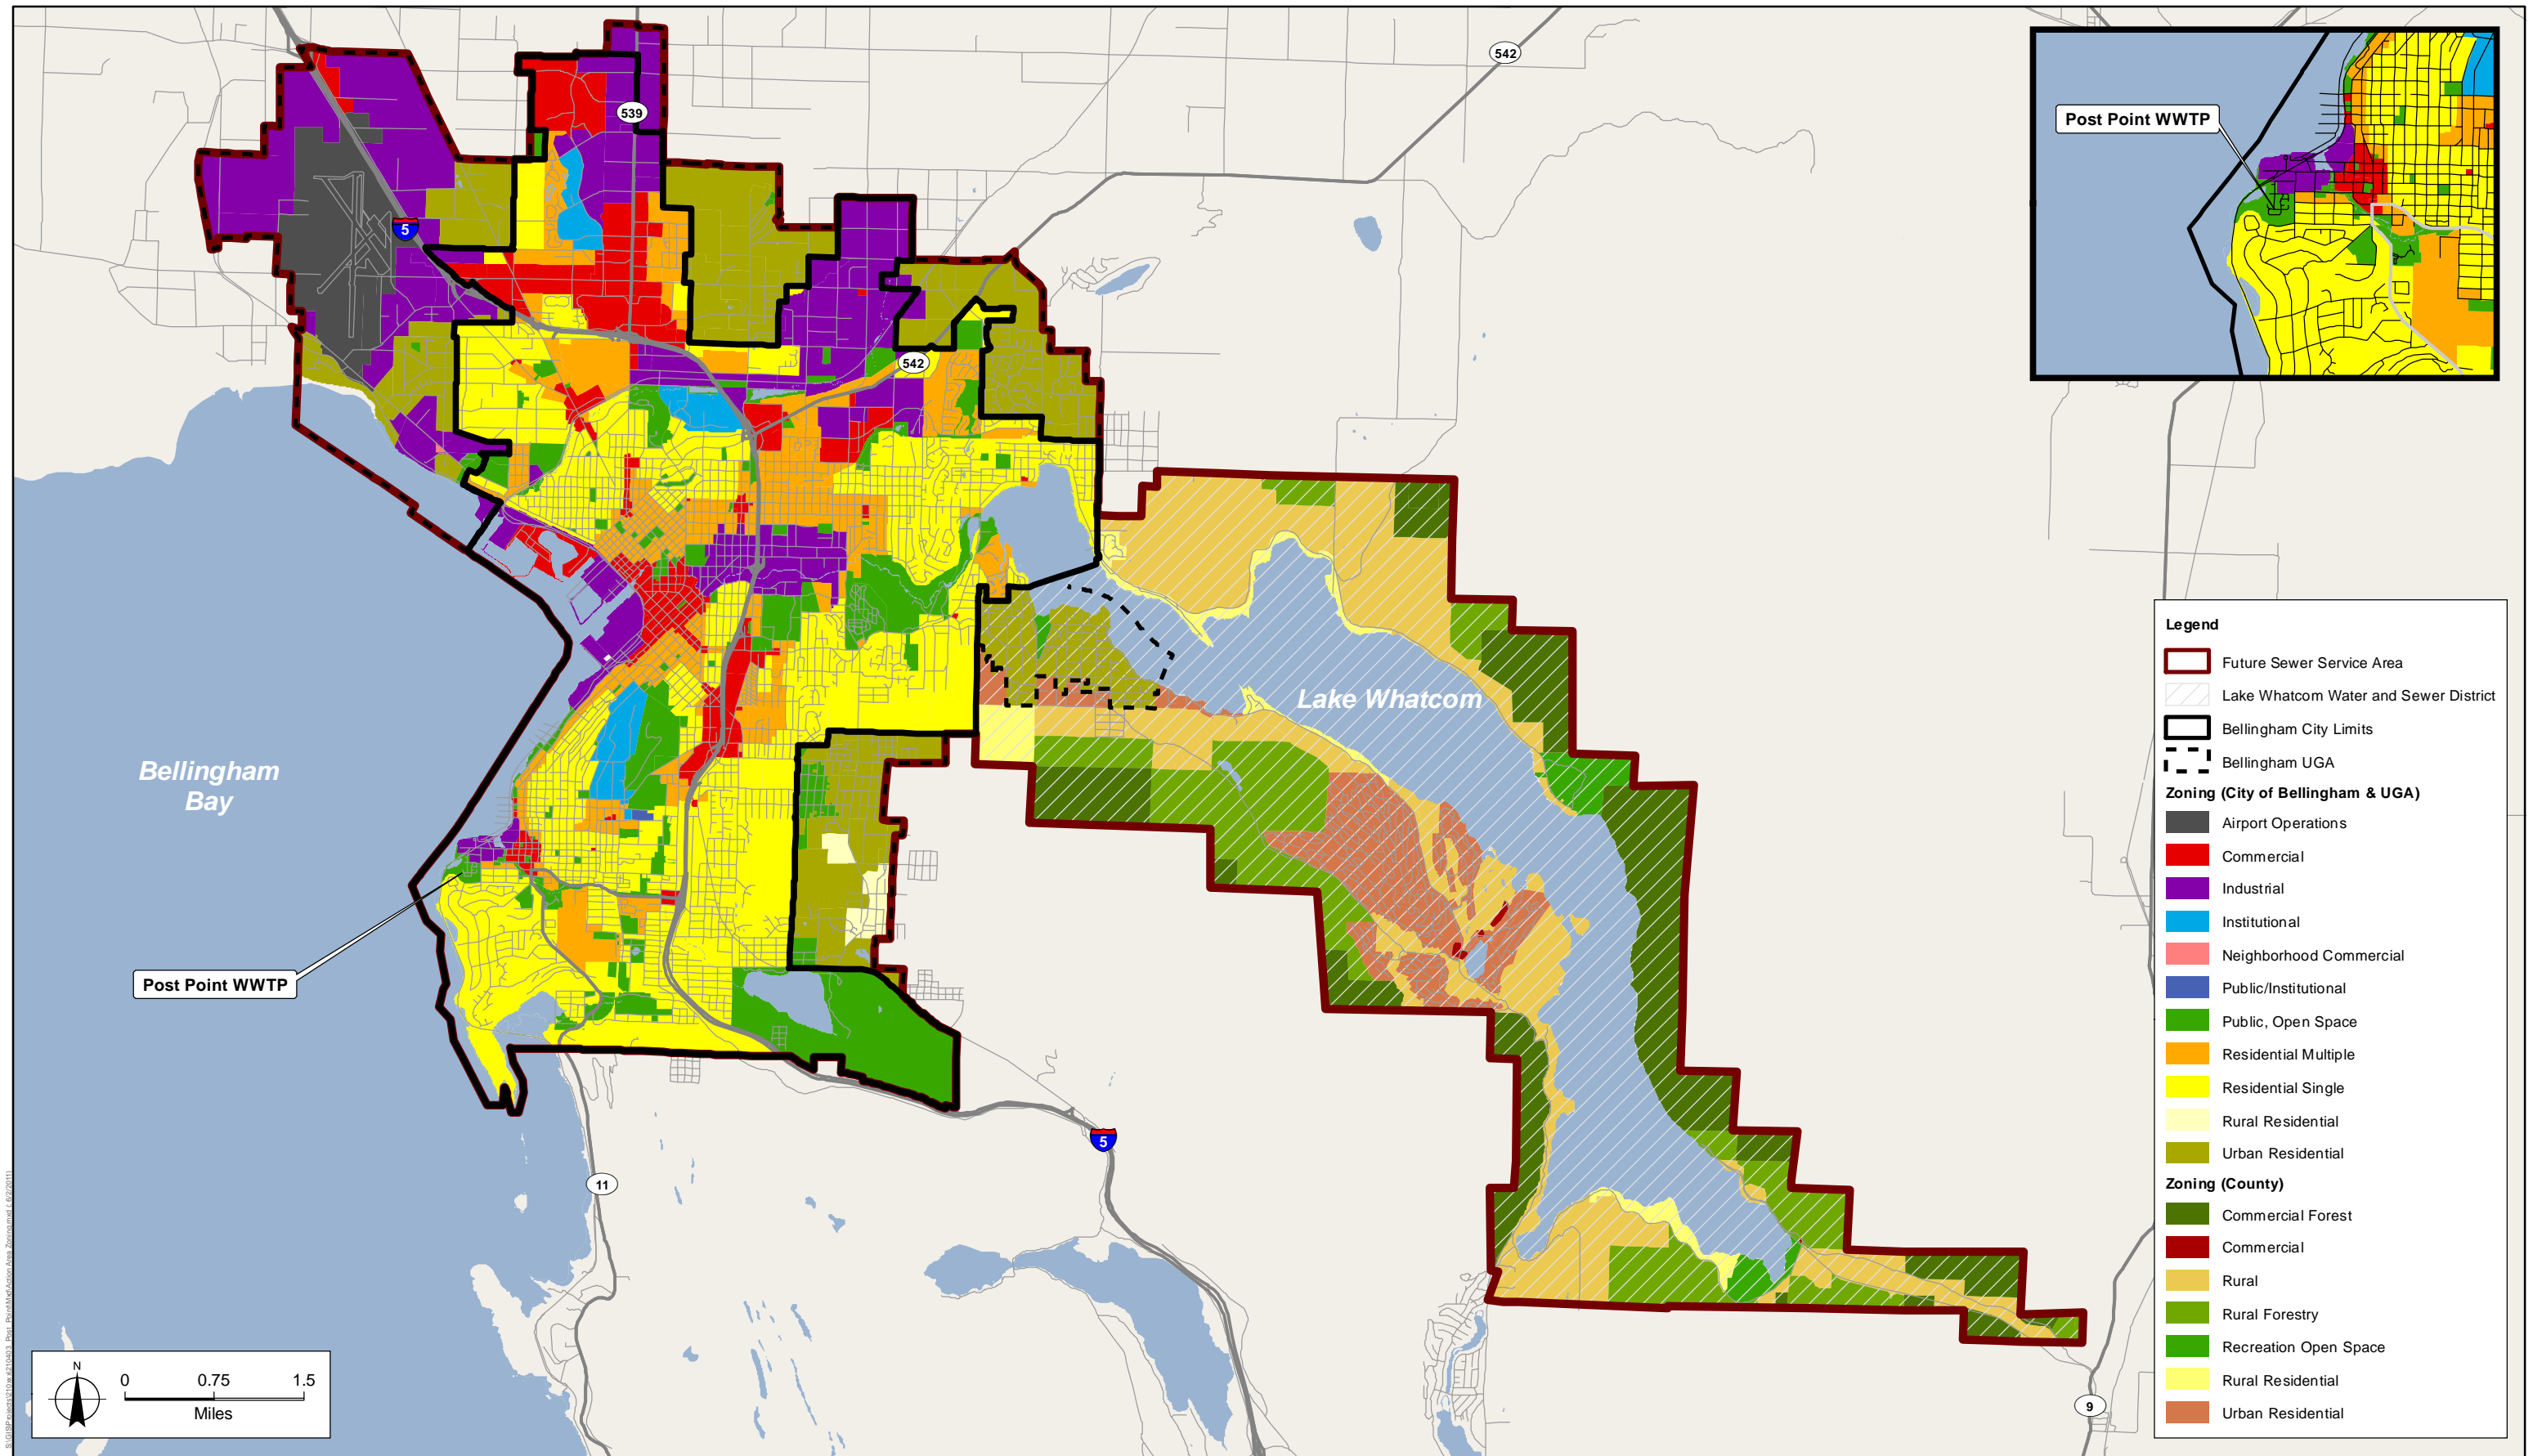 542
539
5
542
Post Point WWTP
Lake Whatcom
Bellingham
Bay
Post Point WWTP
5
11
9
N
0 0.75 1.5
Miles
Legend
Future Sewer Service Area
Lake Whatcom Water and Sewer District
Bellingham City Limits
Bellingham UGA
Zoning (City of Bellingham & UGA)
Airport Operations
Commercial
Industrial
Institutional
Neighborhood Commercial
Public/Institutional
Public, Open Space
Residential Multiple
Residential Single
Rural Residential
Urban Residential
Zoning (County)
Commercial Forest
Commercial
Rural
Rural Forestry
Recreation Open Space
Rural Residential
Urban Residential